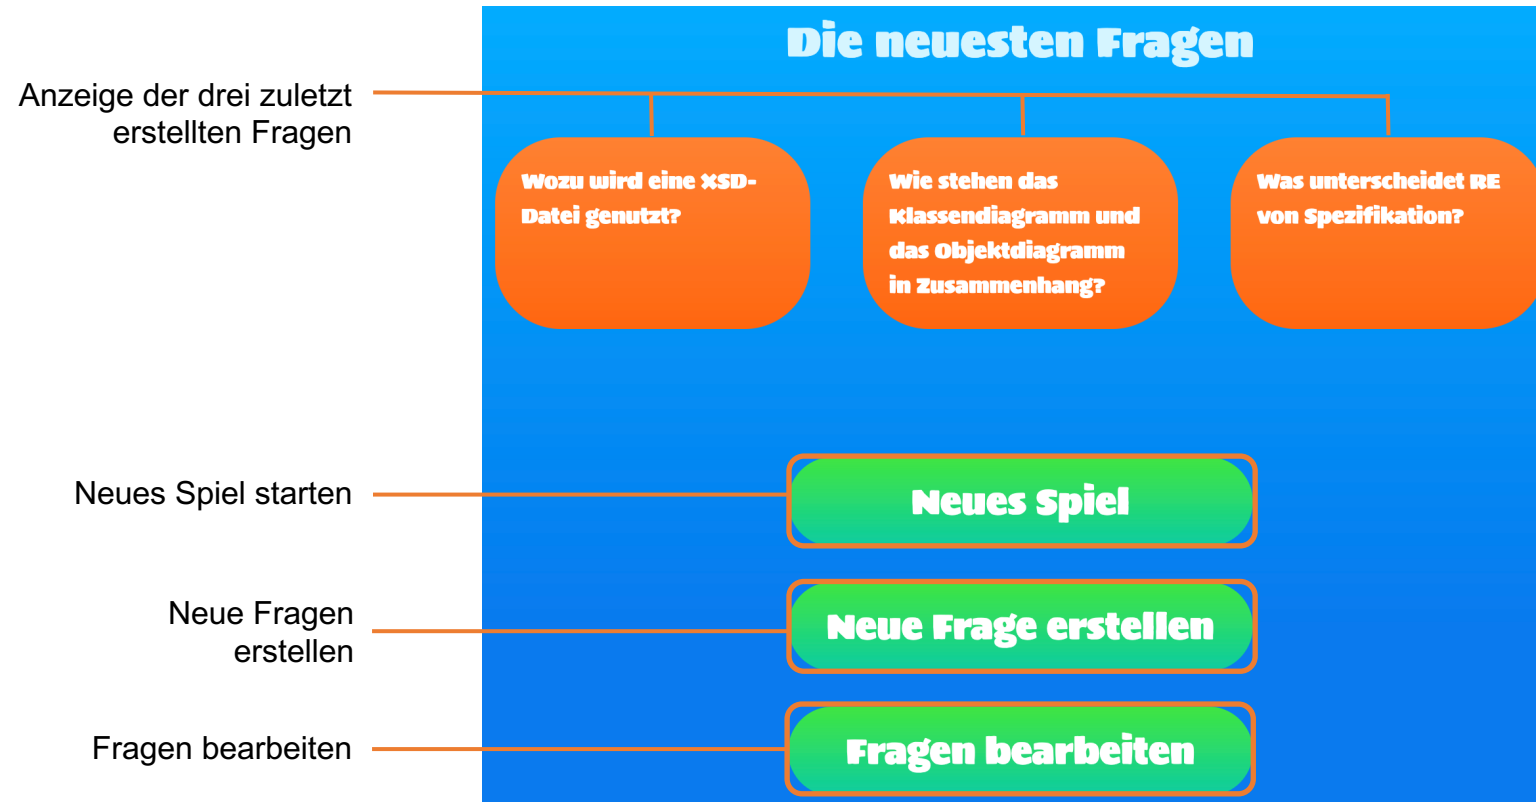 Die neuesten Fragen
Anzeige der drei zuletzt
erstellten Fragen
Wozu wird eine XSD-
Datei genutzt?
Wie stehen das
Klassendiagramm und
das Objektdiagramm
in Zusammenhang?
Was unterscheidet RE
von Spezifikation?
Neues Spiel starten
Neues Spiel
Neue Fragen
erstellen
Neue Frage erstellen
Fragen bearbeiten
Fragen bearbeiten